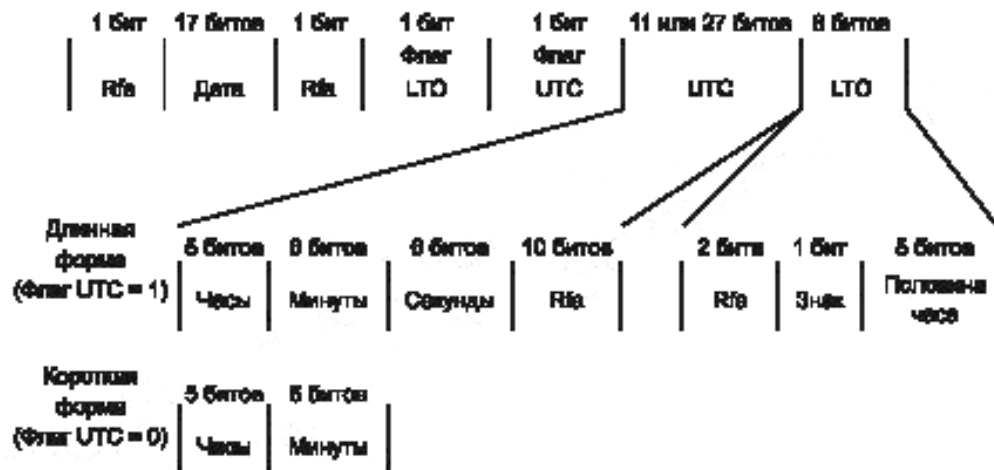 1 бит 17 битов 1 бит 1 бит 1 бит 11 или 27 битов 8 битов
Флаг Флаг
Rfa Дата Rfa LTO UTC UTC LTO
Длинная
форма
(Флаг UTC = 1)
5 битов 6 битов 6 битов 10 битов 2 бита 1 бит 5 битов
Часы Минуты Секунды Rfa Rfa Знак Половина
часа
Короткая
форма
(Флаг UTC = 0)
5 битов битов
Часы Минуты